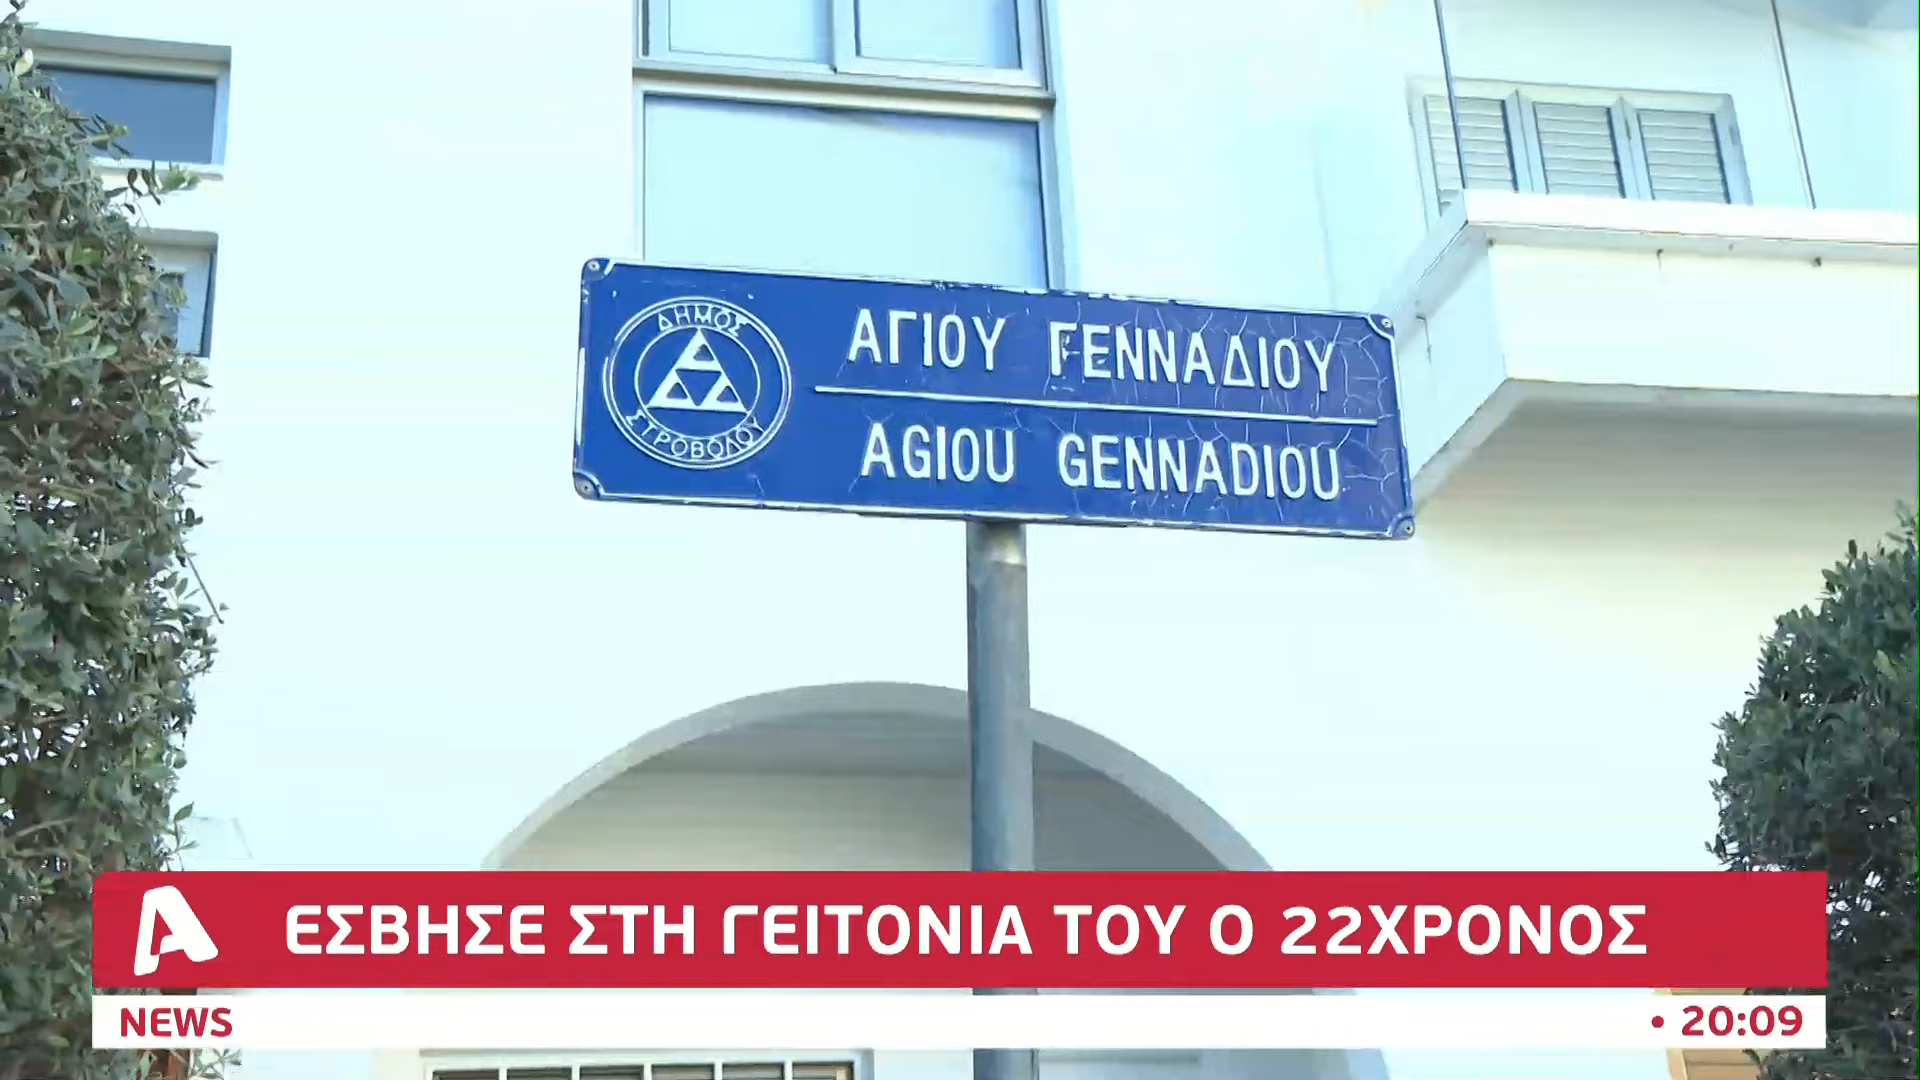 ΔΗΜΟΣ
ΣΤΡΟΒΟΛΟΥ
ΑΓΙΟΥ ΓΕΝΝΑΔΙΟΥ
AGIOU GENNADIOU
ΕΣΒΗΣΕ ΣΤΗ ΓΕΙΤΟΝΙΑ ΤΟΥ Ο 22ΧΡΟΝΟΣ
NEWS
• 20:09